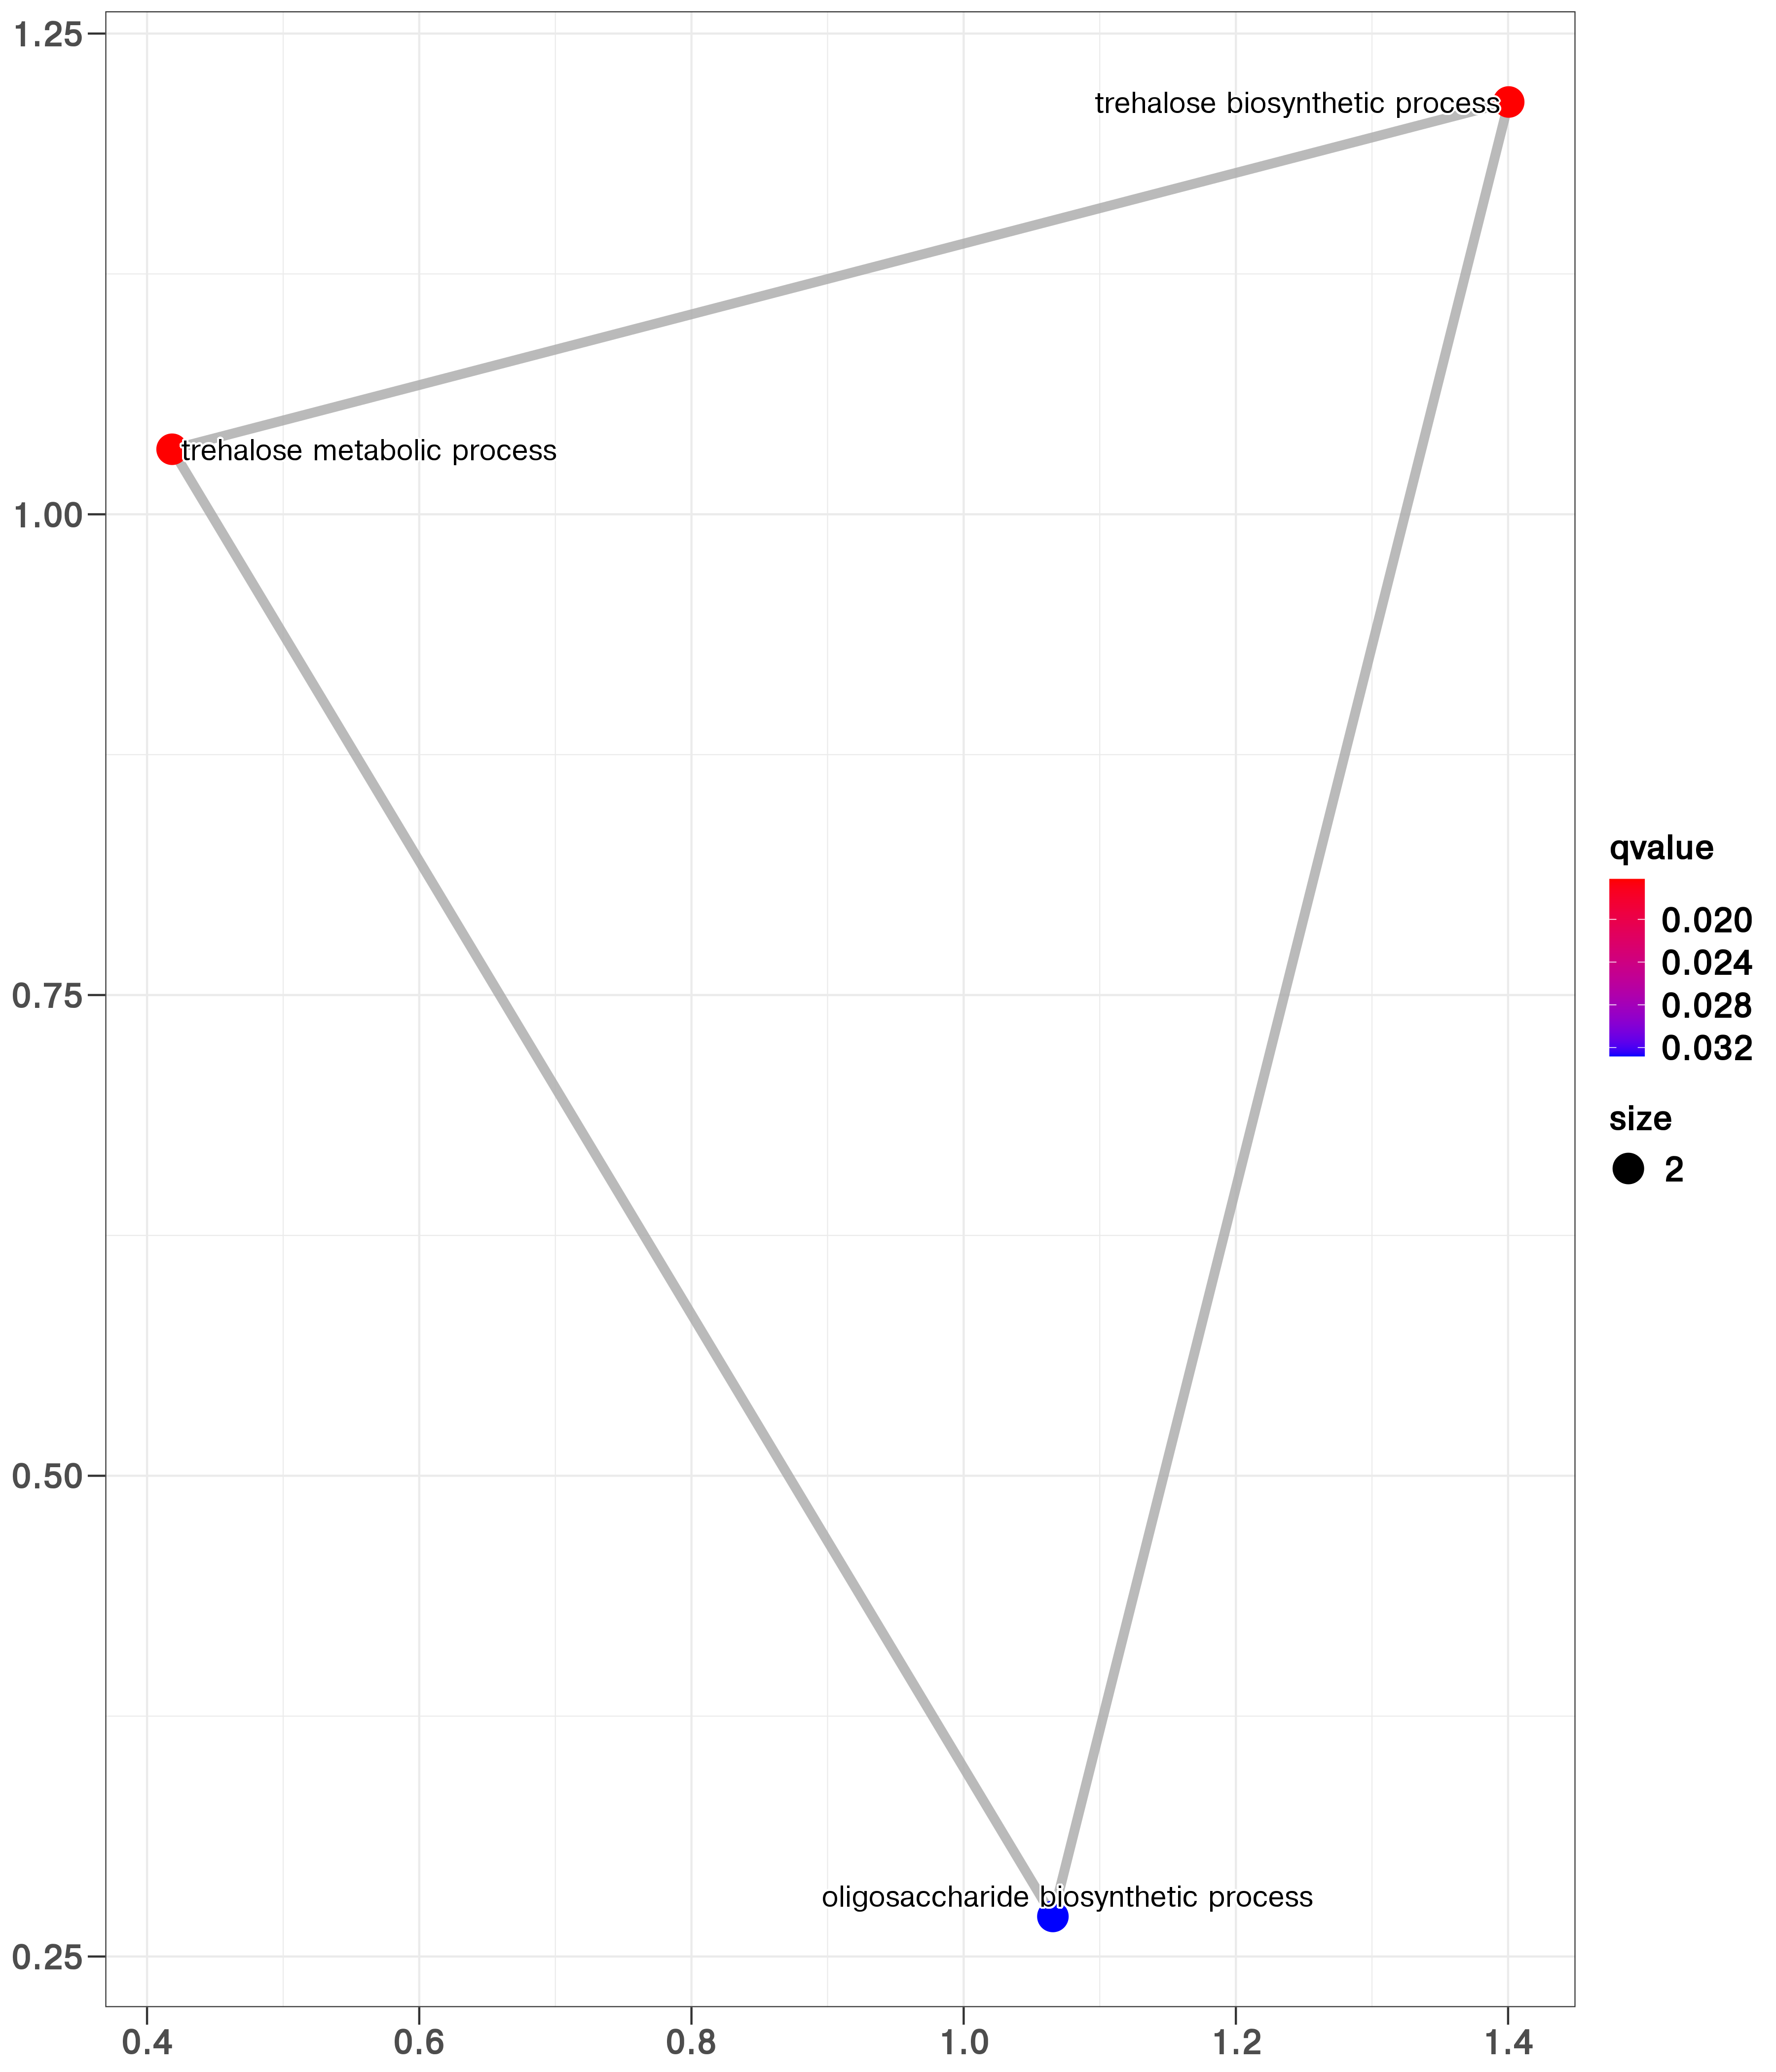 1.25
trehalose biosynthetic process
trehalose metabolic process
1.00
0.75
0.50
oligosaccharide biosynthetic process
0.25
0.4 0.6 0.8 1.0 1.2 1.4
qvalue
0.020
0.024
0.028
0.032
size
2